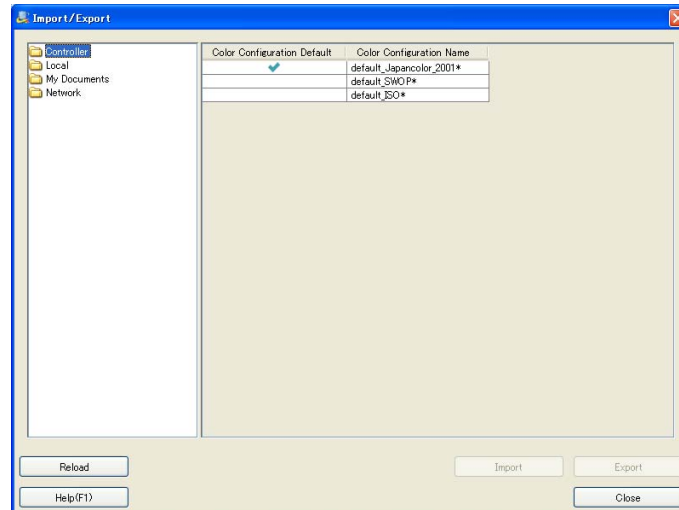 Import/Export
Controller
Local
My Documents
Network
Color Configuration Default Color Configuration Name
default_Japancolor_2001*
default_SWOP*
default_ISO*
Reload Import Export
Help(F1) Close